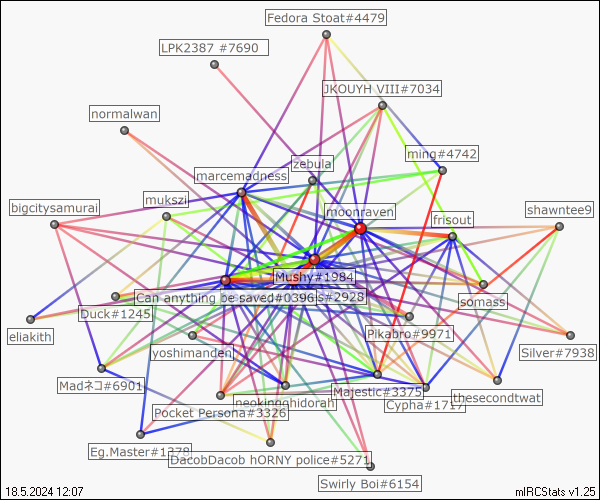 Fedora Stoat#4479
LPK2387 #7690
JKOUYH VIII#7034
normalwan
ming#4742
zebula
marcemadness
mukszi
bigcitysamurai
moonraven
shawntee9
frisout
Mushy#1984
Can anything be saved#0396
s#2928
somass
Duck#1245
eliakith
Pikabro#9971
yoshimanden
Silver#7938
Madネコ#6901
Majestic#3375
thesecondtwat
neokingghidorah
Cypha#1717
Pocket Persona#3326
Eg.Master#1378
DacobDacob hORNY police#5271
Swirly Boi#6154
18.5.2024 12:07
mIRCStats v1.25